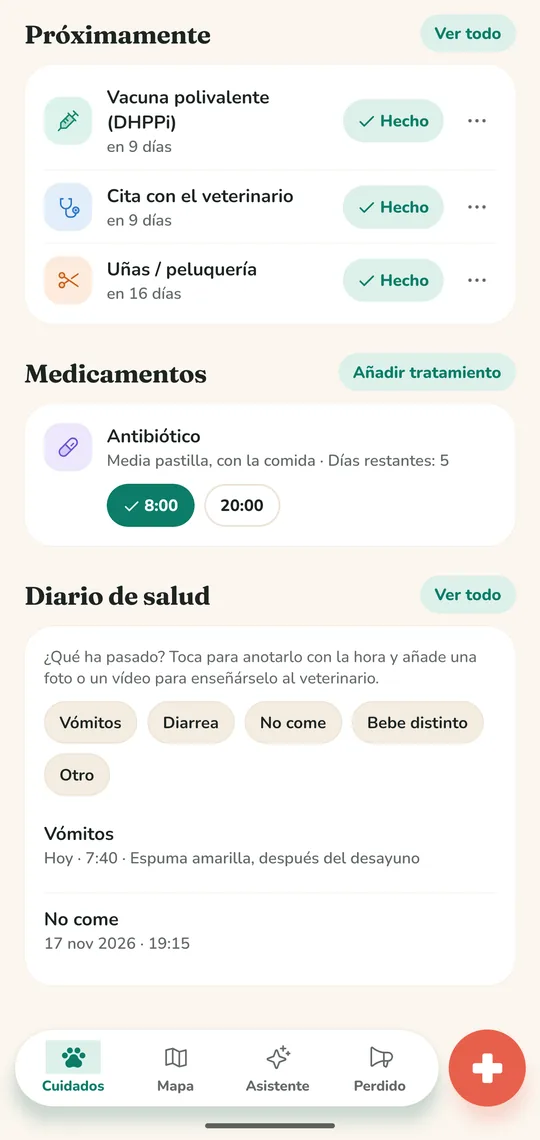 Próximamente
Ver todo
Vacuna polivalente
(DHPPi)
en 9 días
Hecho
Cita con el veterinario
en 9 días
Hecho
Uñas / peluquería
en 16 días
Hecho
Medicamentos
Añadir tratamiento
Antibiótico
Media pastilla, con la comida · Días restantes: 5
8:00
20:00
Diario de salud
Ver todo
¿Qué ha pasado? Toca para anotarlo con la hora y añade una
foto o un vídeo para enseñárselo al veterinario.
Vómitos
Diarrea
No come
Bebe distinto
Otro
Vómitos
Hoy · 7:40 · Espuma amarilla, después del desayuno
No come
17 nov 2026 · 19:15
Cuidados
Mapa
Asistente
Perdido